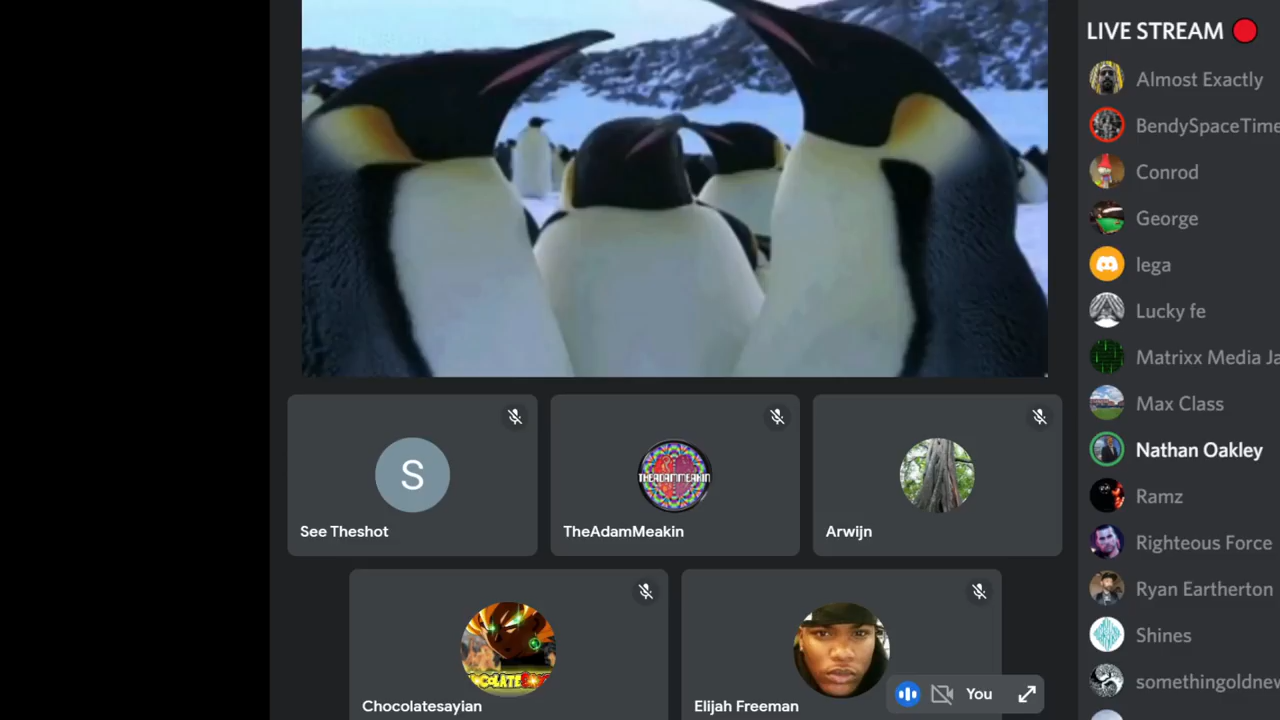 LIVE STREAM
Almost Exactly
BendySpaceTime
Conrod
George
lega
Lucky fe
Matrixx Media Ja
Max Class
Nathan Oakley
Ramz
Righteous Force
Ryan Eartherton
Shines
somethingoldnew
S
See Theshot
THEADAMMEAKIN
TheAdamMeakin
Arwijn
Chocolatesayian
Elijah Freeman
You